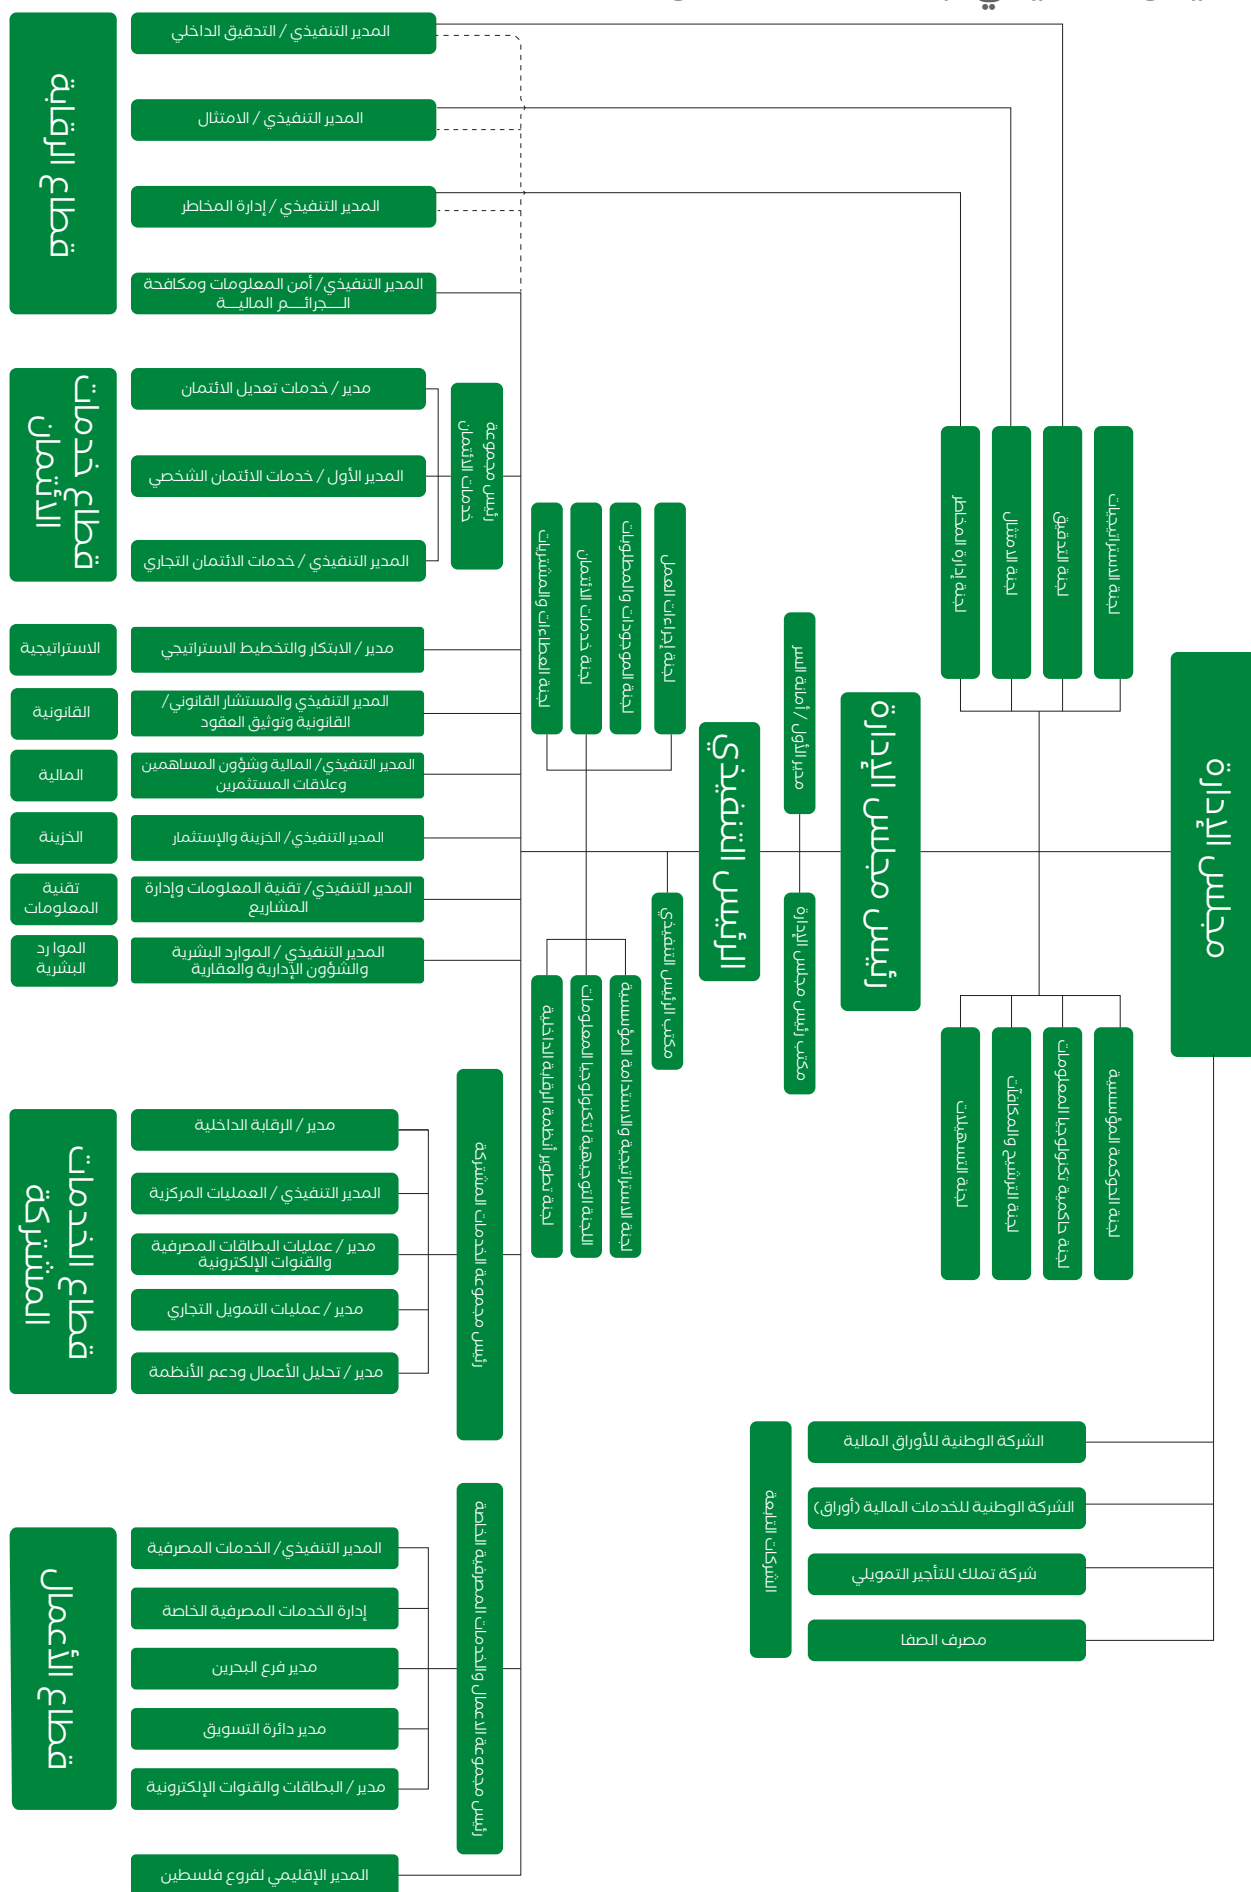 المدير التنفيذي / التدقيق الداخلي
المدير التنفيذي / الامتثال
المدير التنفيذي / إدارة المخاطر
المدير التنفيذي/ أمن المعلومات ومكافحة
الـــجرائـــم الماليـــة
قطاع الرقابة
مدير / خدمات تعديل الائتمان
المدير الأول / خدمات الائتمان الشخصي
المدير التنفيذي / خدمات الائتمان التجاري
رئيس مجموعة
خدمات الائتمان
قطاع خدمات
الائتمان
لجنة الاستراتيجيات
لجنة التدقيق
لجنة الامتثال
لجنة إدارة المخاطر
لجنة إجراءات العمل
لجنة الموجودات والمطلوبات
لجنة خدمات الائتمان
لجنة العطاءات والمشتريات
مجلس الإدارة
رئيس مجلس الإدارة
مدير الأول / أمانة السر
مكتب رئيس مجلس الإدارة
الرئيس التنفيذي
مكتب الرئيس التنفيذي
مدير / الابتكار والتخطيط الاستراتيجي
الاستراتيجية
المدير التنفيذي والمستشار القانوني/
القانونية وتوثيق العقود
القانونية
المدير التنفيذي/ المالية وشؤون المساهمين
وعلاقات المستثمرين
المالية
المدير التنفيذي/ الخزينة والإستثمار
الخزينة
المدير التنفيذي/ تقنية المعلومات وإدارة
المشاريع
تقنية
المعلومات
المدير التنفيذي / الموارد البشرية
والشؤون الإدارية والعقارية
الموا رد
البشرية
لجنة الحوكمة المؤسسية
لجنة حاكمية تكنولوجيا المعلومات
لجنة الترشيح والمكافآت
لجنة التسهيلات
لجنة الاستراتيجية والاستدامة المؤسسية
اللجنة التوجيهية لتكنولوجيا المعلومات
لجنة تطوير أنظمة الرقابة الداخلية
رئيس مجموعة الخدمات المشتركة
مدير / الرقابة الداخلية
المدير التنفيذي / العمليات المركزية
مدير / عمليات البطاقات المصرفية
والقنوات الإلكترونية
مدير / عمليات التمويل التجاري
مدير / تحليل الأعمال ودعم الأنظمة
قطاع الخدمات
المشتركة
الشركة الوطنية للأوراق المالية
الشركة الوطنية للخدمات المالية (أوراق)
شركة تملك للتأجير التمويلي
مصرف الصفا
الشركات التابعة
رئيس مجموعة الاعمال والخدمات المصرفية الخاصة
المدير التنفيذي/ الخدمات المصرفية
إدارة الخدمات المصرفية الخاصة
مدير فرع البحرين
مدير دائرة التسويق
مدير / البطاقات والقنوات الإلكترونية
قطاع الأعمال
المدير الإقليمي لفروع فلسطين